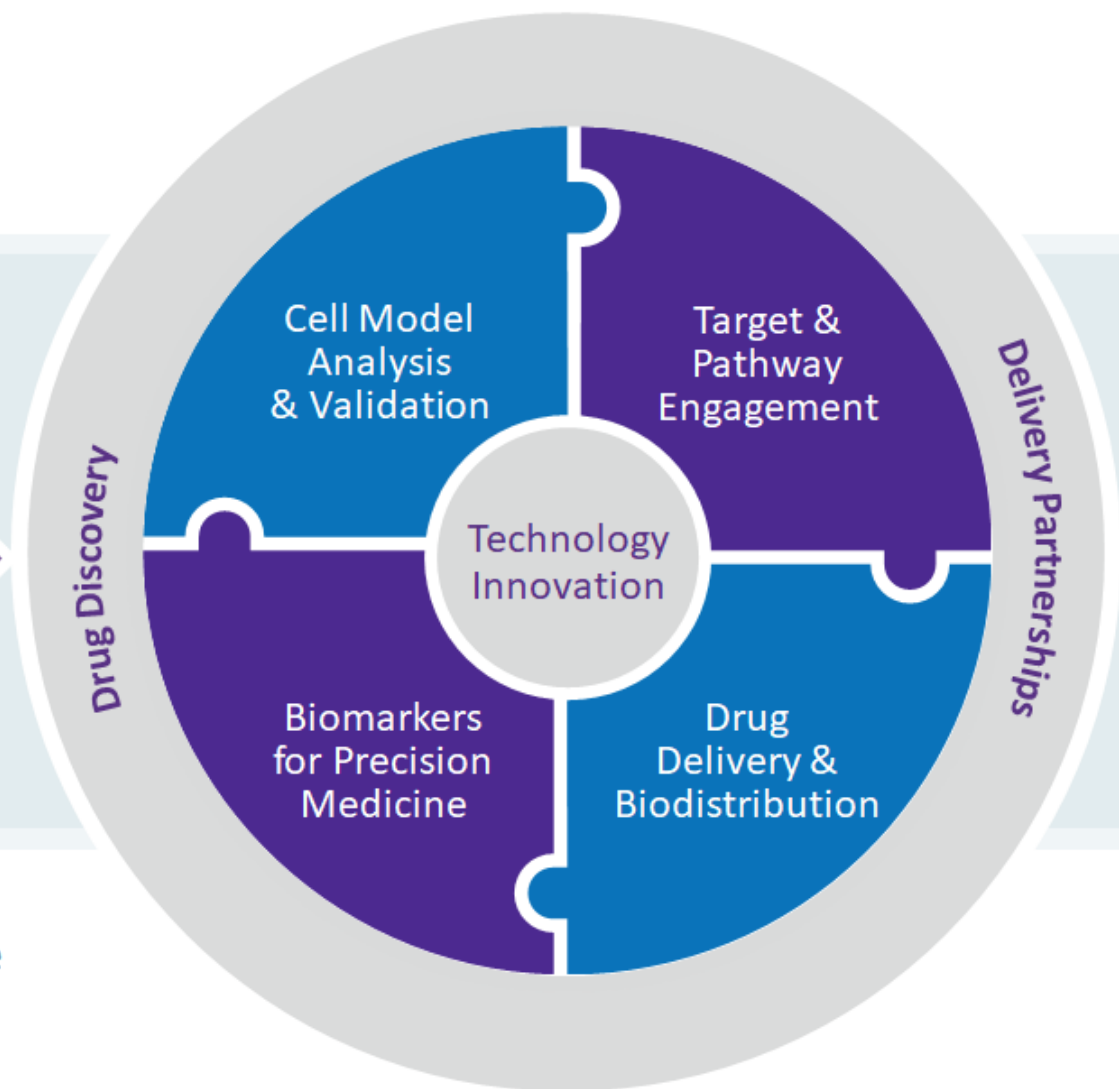 Cell Model
Analysis
& Validation
Target &
Pathway
Engagement
Drug Discovery
Technology
Innovation
Delivery Partnerships
Biomarkers
for Precision
Medicine
Drug
Delivery &
Biodistribution